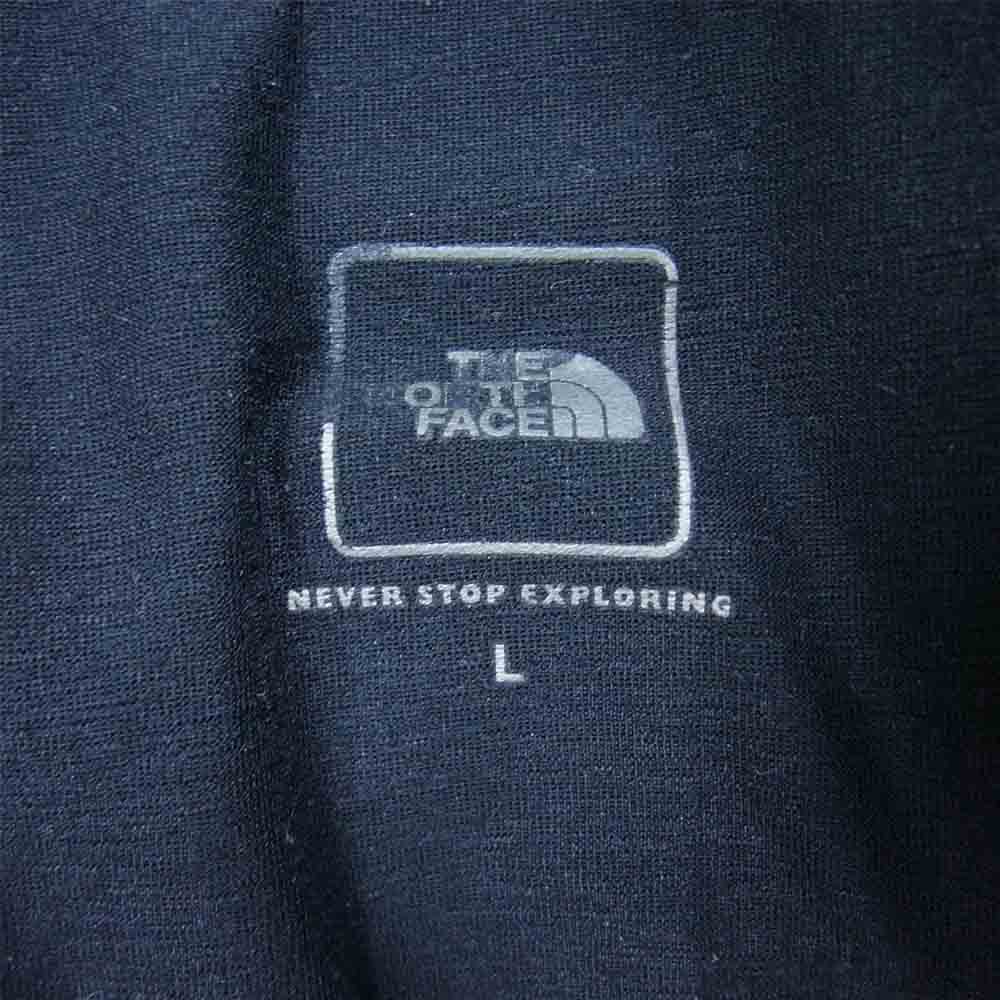 THE
NORTH
FACE
NEVER STOP EXPLORING
L